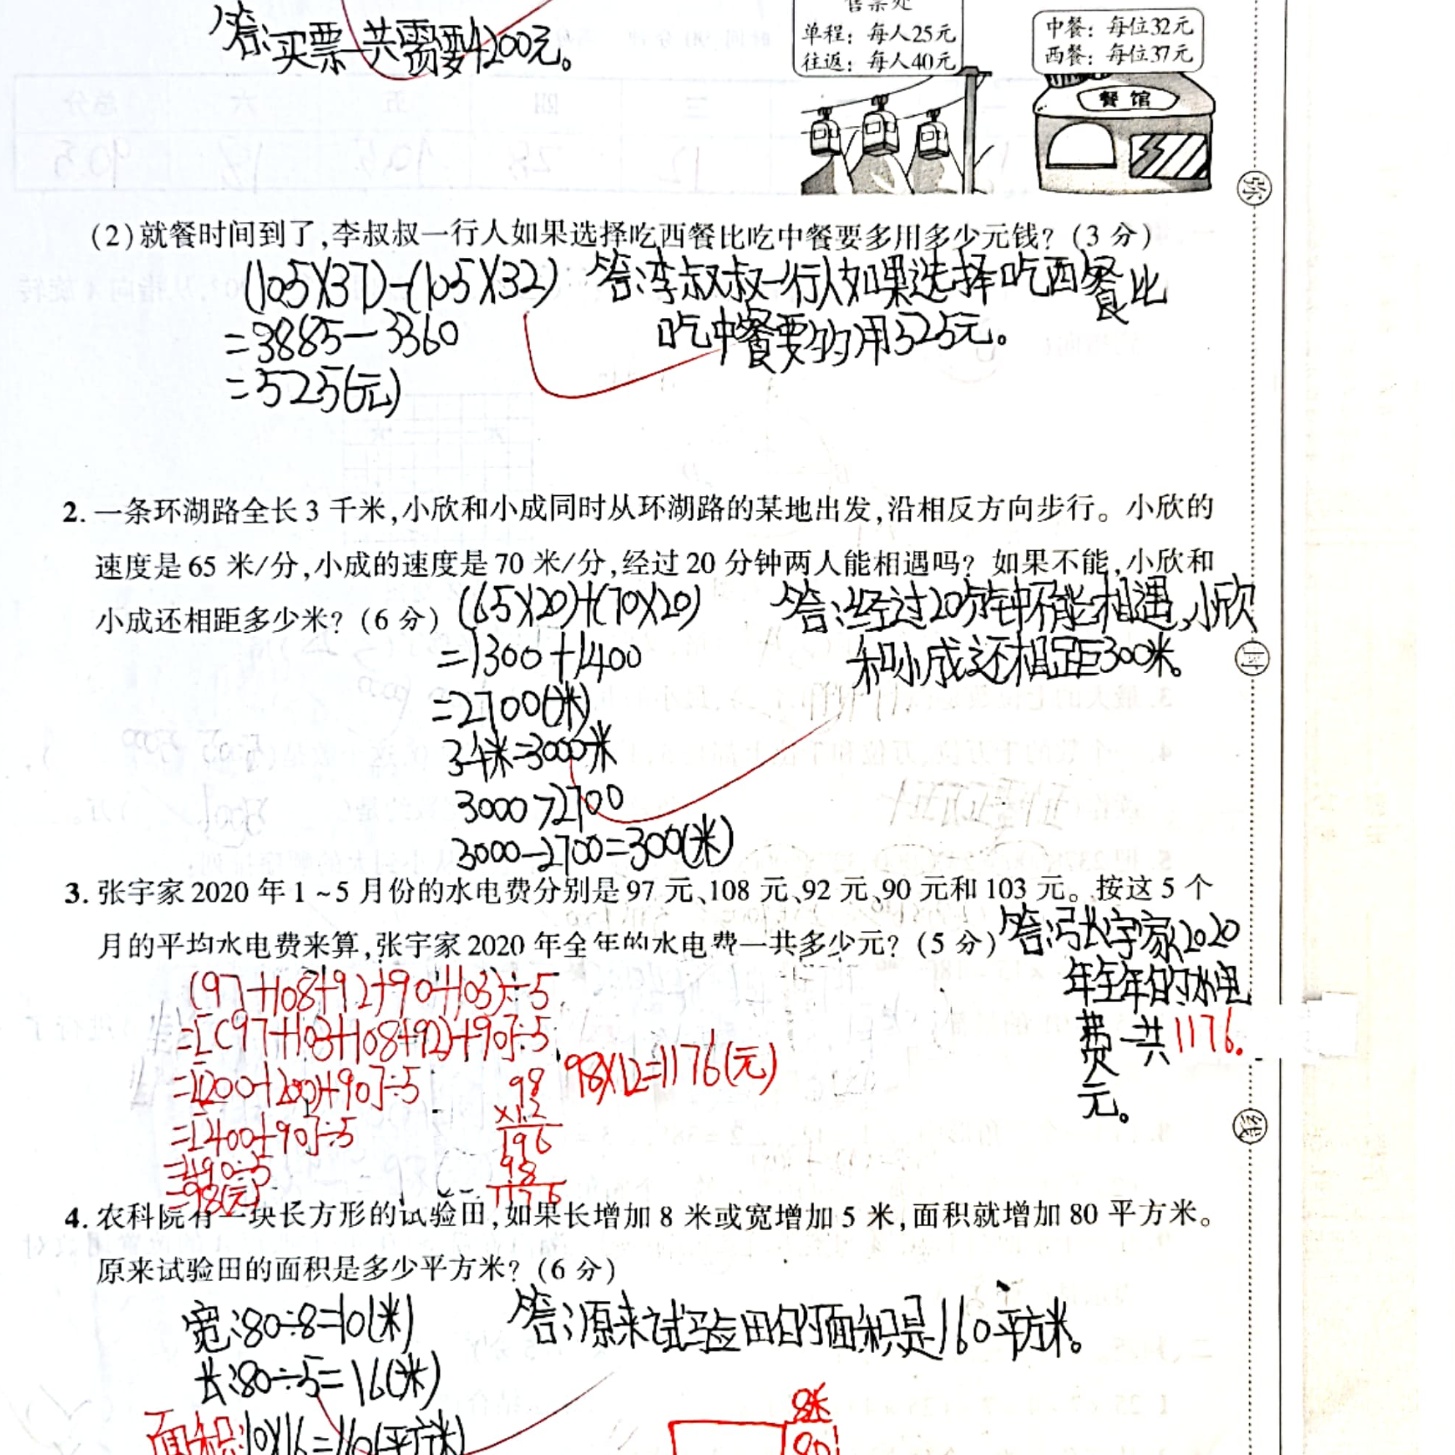 答:买票一共需要4200元。
售票处
单程：每人25元
往返：每人40元
中餐：每位32元
西餐：每位37元
餐馆
(2)就餐时间到了,李叔叔一行人如果选择吃西餐比吃中餐要多用多少元钱?(3分)
(105×37)-(105×32)
=3885-3360
=525(元)
答:李叔叔一行人如果选择吃西餐比
吃中餐要多用525元。
弥
2.一条环湖路全长3千米,小欣和小成同时从环湖路的某地出发,沿相反方向步行。小欣的
速度是65米/分,小成的速度是70米/分,经过20分钟两人能相遇吗?如果不能,小欣和
小成还相距多少米?(6分)
(65×20)+(70×20)
=1300+1400
=2700(米)
3千米=3000米
3000>2700
3000-2700=300(米)
答:经过20分钟不能相遇,小欣
和小成还相距300米。
封
3.张宇家2020年1~5月份的水电费分别是97元、108元、92元、90元和103元。按这5个
月的平均水电费来算,张宇家2020年全年的水电费一共多少元?(5分)
(97+108+92+90+103)÷5
=[(97+103+108+92)+90]÷5
=[200+200+90]÷5
=[400+90]÷5
=490÷5
=98(元)
98
×12
196
98
1176
98×12=1176(元)
答:张宇家2020
年全年的水电
费一共1176.
元。
线
4.农科院有一块长方形的试验田,如果长增加8米或宽增加5米,面积就增加80平方米。
原来试验田的面积是多少平方米?(6分)
宽:80÷8=10(米)
长:80÷5=16(米)
面积:10×16=160(平方米)
答:原来试验田的面积是160平方米。
8米
80